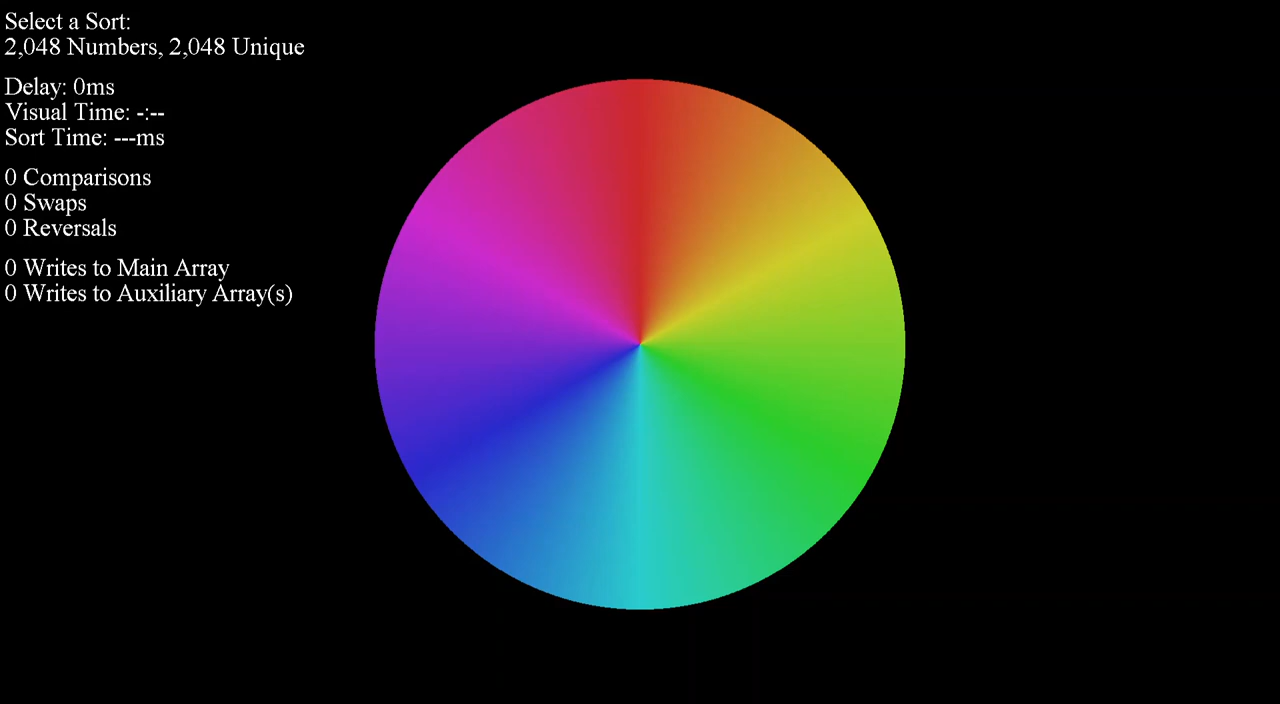 Select a Sort:
2,048 Numbers, 2,048 Unique
Delay: 0ms
Visual Time: -:--
Sort Time: ---ms
0 Comparisons
0 Swaps
0 Reversals
0 Writes to Main Array
0 Writes to Auxiliary Array(s)